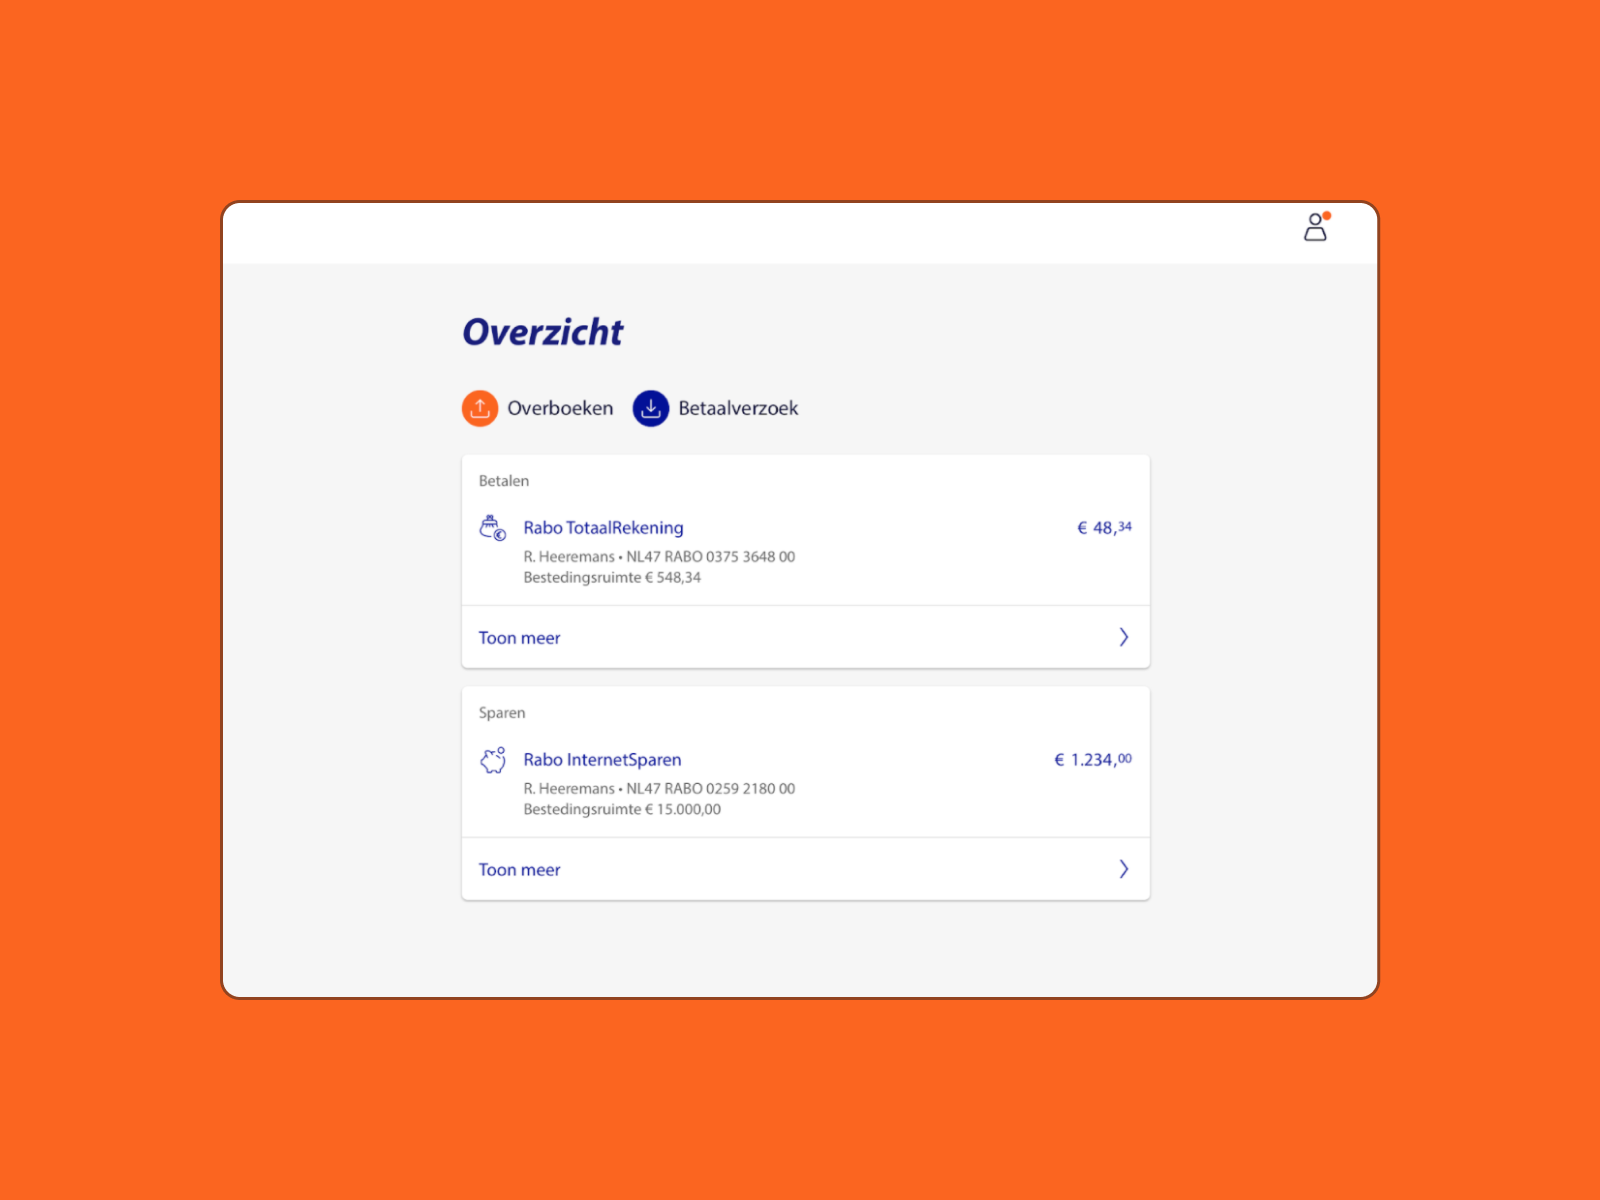 Overzicht
Overboeken Betaalverzoek
Betalen
Rabo TotaalRekening € 48,34
R. Heeremans • NL47 RABO 0375 3648 00
Bestedingsruimte € 548,34
Toon meer
Sparen
Rabo InternetSparen € 1.234,00
R. Heeremans • NL47 RABO 0259 2180 00
Bestedingsruimte € 15.000,00
Toon meer